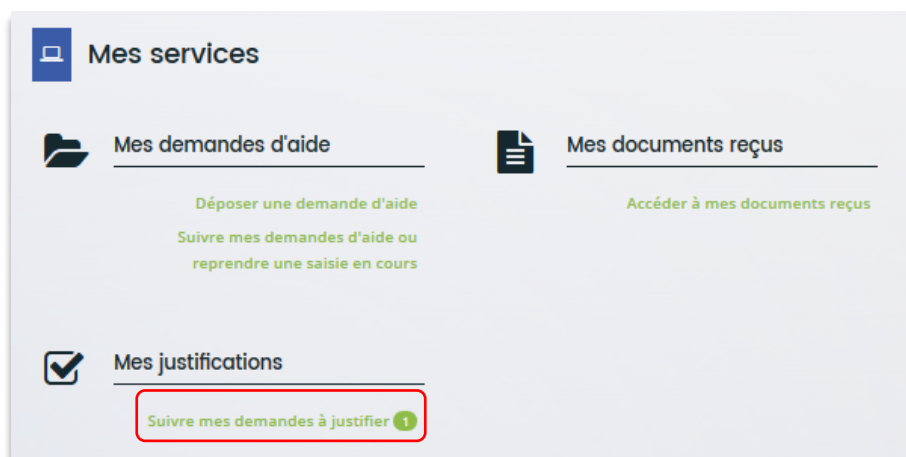 Mes services
Mes demandes d'aide
Déposer une demande d'aide
Suivre mes demandes d'aide ou
reprendre une saisie en cours
Mes documents reçus
Accéder à mes documents reçus
Mes justifications
Suivre mes demandes à justifier 1